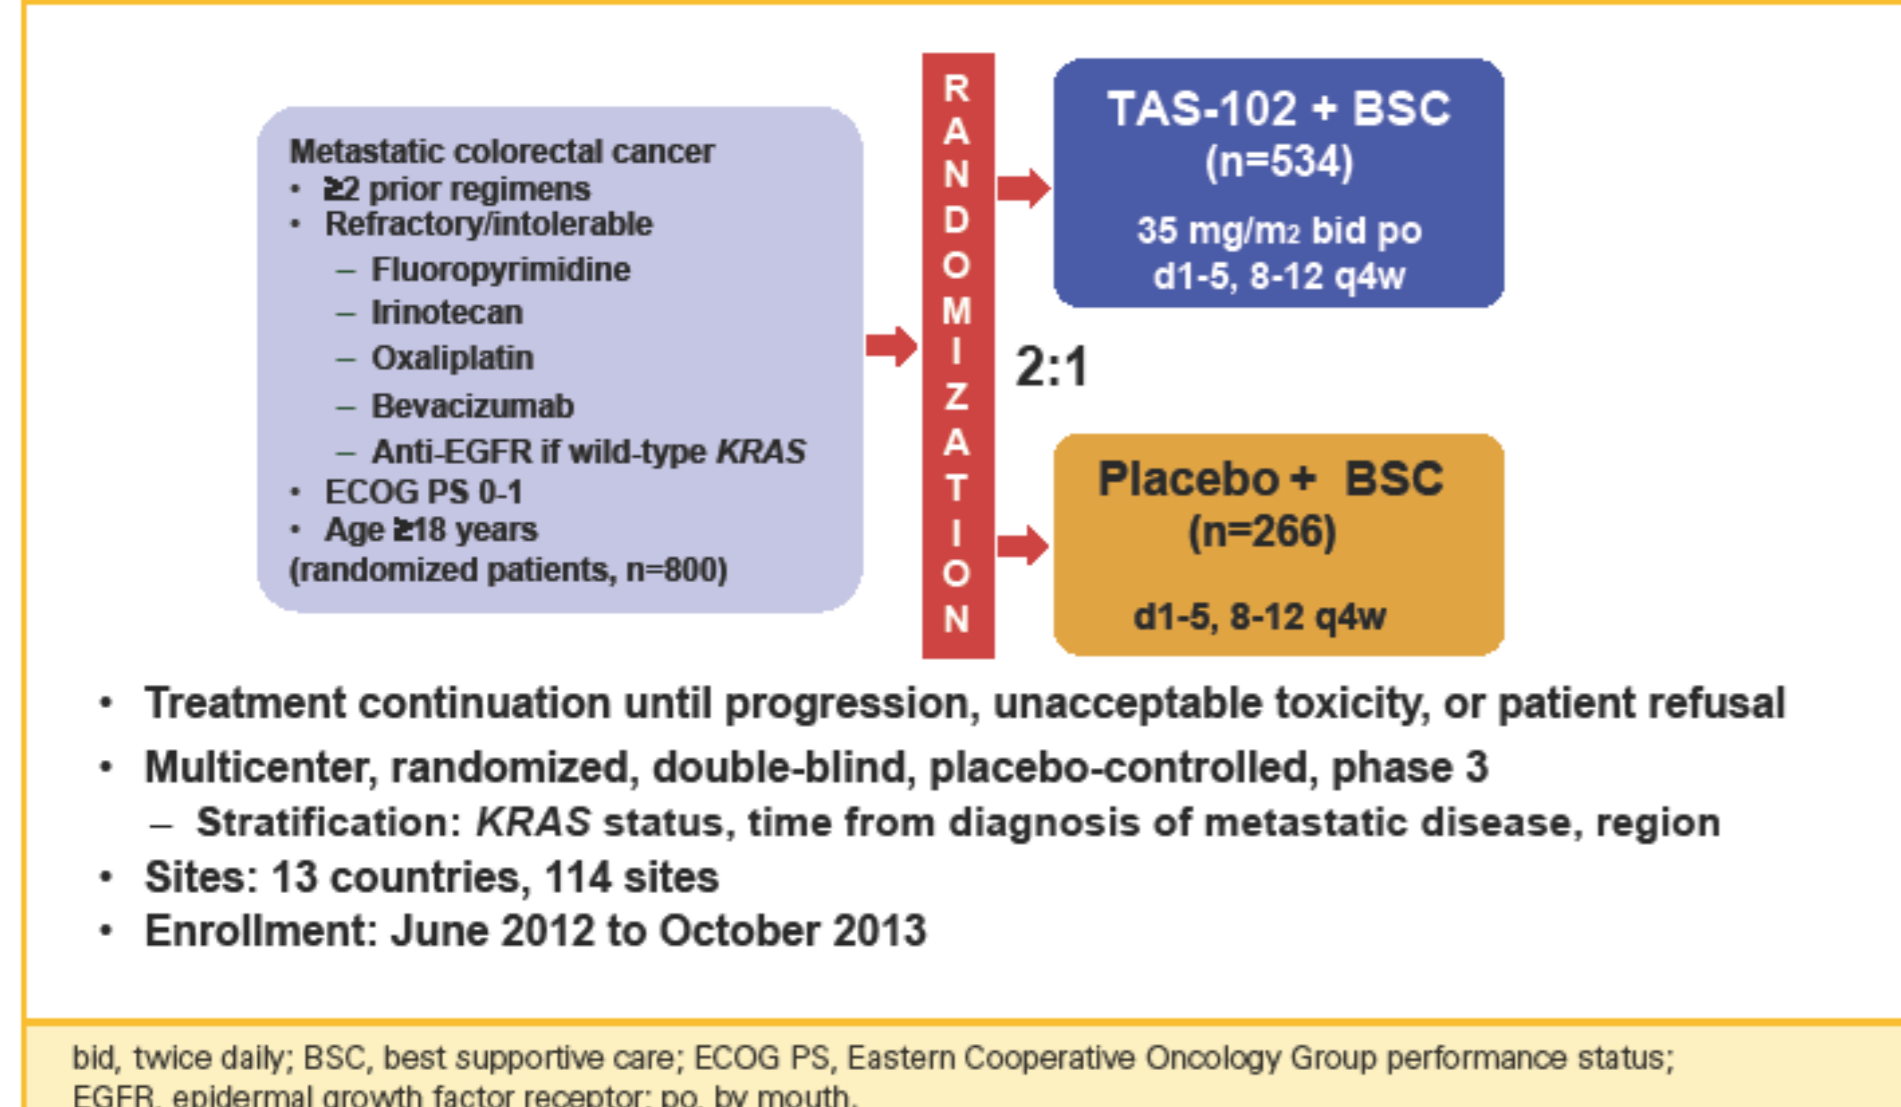 Metastatic colorectal cancer
• ≥2 prior regimens
• Refractory/intolerable
– Fluoropyrimidine
– Irinotecan
– Oxaliplatin
– Bevacizumab
– Anti-EGFR if wild-type KRAS
• ECOG PS 0-1
• Age ≥18 years
(randomized patients, n=800)
RANDOMIZATION
2:1
TAS-102 + BSC
(n=534)
35 mg/m2 bid po
d1-5, 8-12 q4w
Placebo + BSC
(n=266)
d1-5, 8-12 q4w
• Treatment continuation until progression, unacceptable toxicity, or patient refusal
• Multicenter, randomized, double-blind, placebo-controlled, phase 3
– Stratification: KRAS status, time from diagnosis of metastatic disease, region
• Sites: 13 countries, 114 sites
• Enrollment: June 2012 to October 2013
bid, twice daily; BSC, best supportive care; ECOG PS, Eastern Cooperative Oncology Group performance status;
EGFR, epidermal growth factor receptor; po, by mouth.